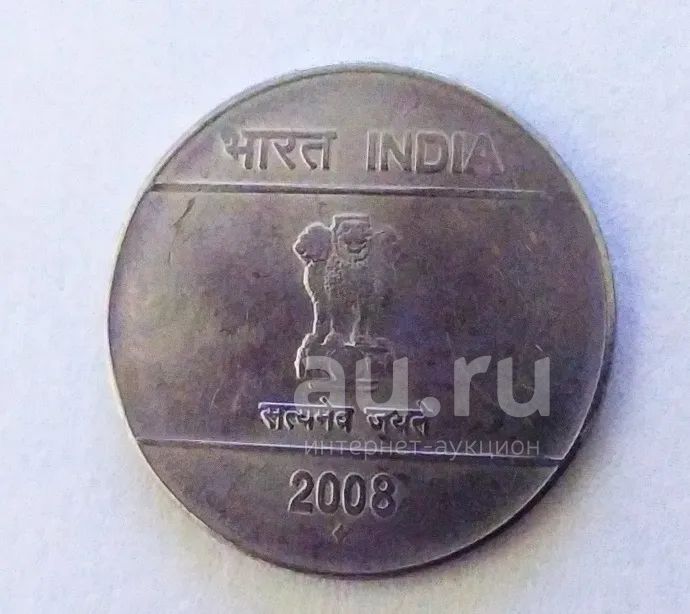 भारत INDIA
सत्यमेव जयते
au.ru
интернет-аукцион
2008